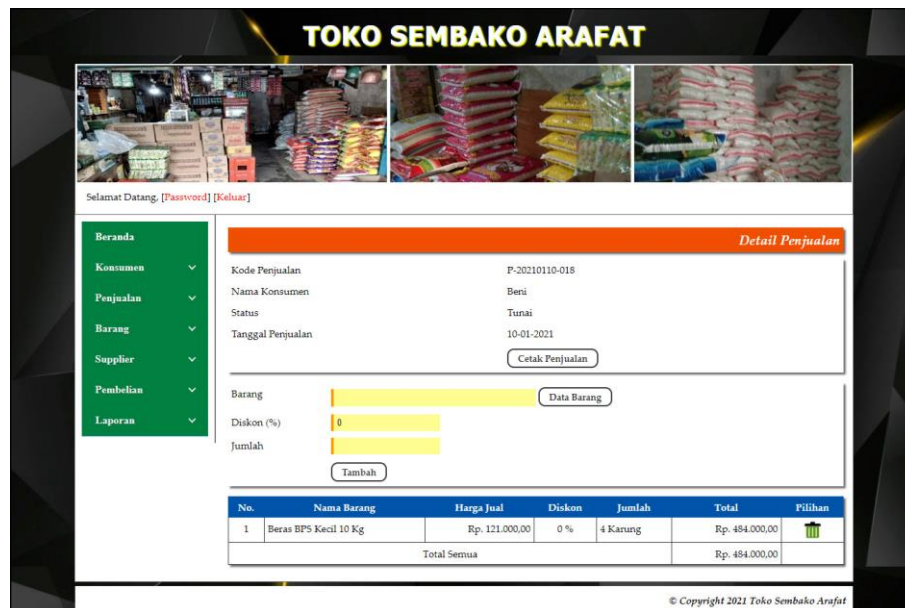 TOKO SEMBAKO ARAFAT
Selamat Datang, [Password] [Keluar]
Beranda
Konsumen
Penjualan
Barang
Supplier
Pembelian
Laporan
Detail Penjualan
Kode Penjualan P-20210110-018
Nama Konsumen Beni
Status Tunai
Tanggal Penjualan 10-01-2021
Cetak Penjualan
Barang Data Barang
Diskon (%) 0
Jumlah
Tambah
No. Nama Barang Harga Jual Diskon Jumlah Total Pilihan
1 Beras BPS Kecil 10 Kg Rp. 121.000,00 0 % 4 Karung Rp. 484.000,00
Total Semua Rp. 484.000,00
© Copyright 2021 Toko Sembako Arafat